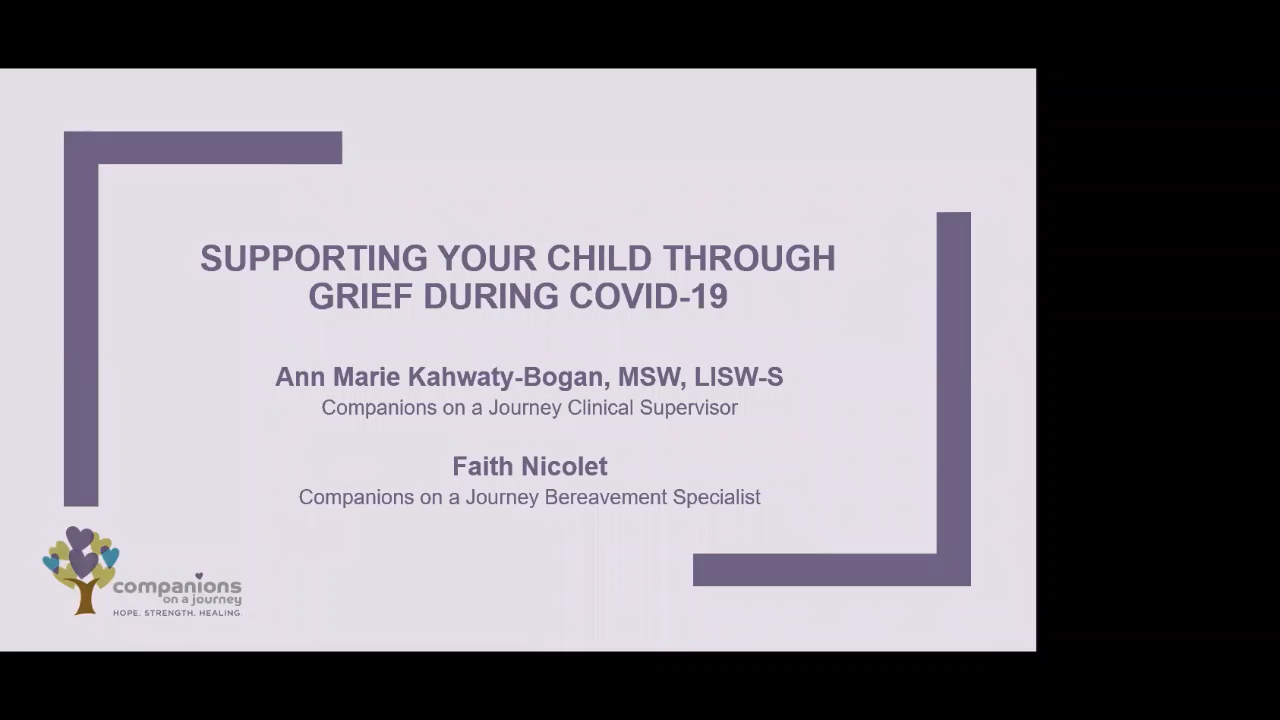 SUPPORTING YOUR CHILD THROUGH
GRIEF DURING COVID-19
Ann Marie Kahwaty-Bogan, MSW, LISW-S
Companions on a Journey Clinical Supervisor
Faith Nicolet
Companions on a Journey Bereavement Specialist
companions
on a journey
HOPE. STRENGTH. HEALING.